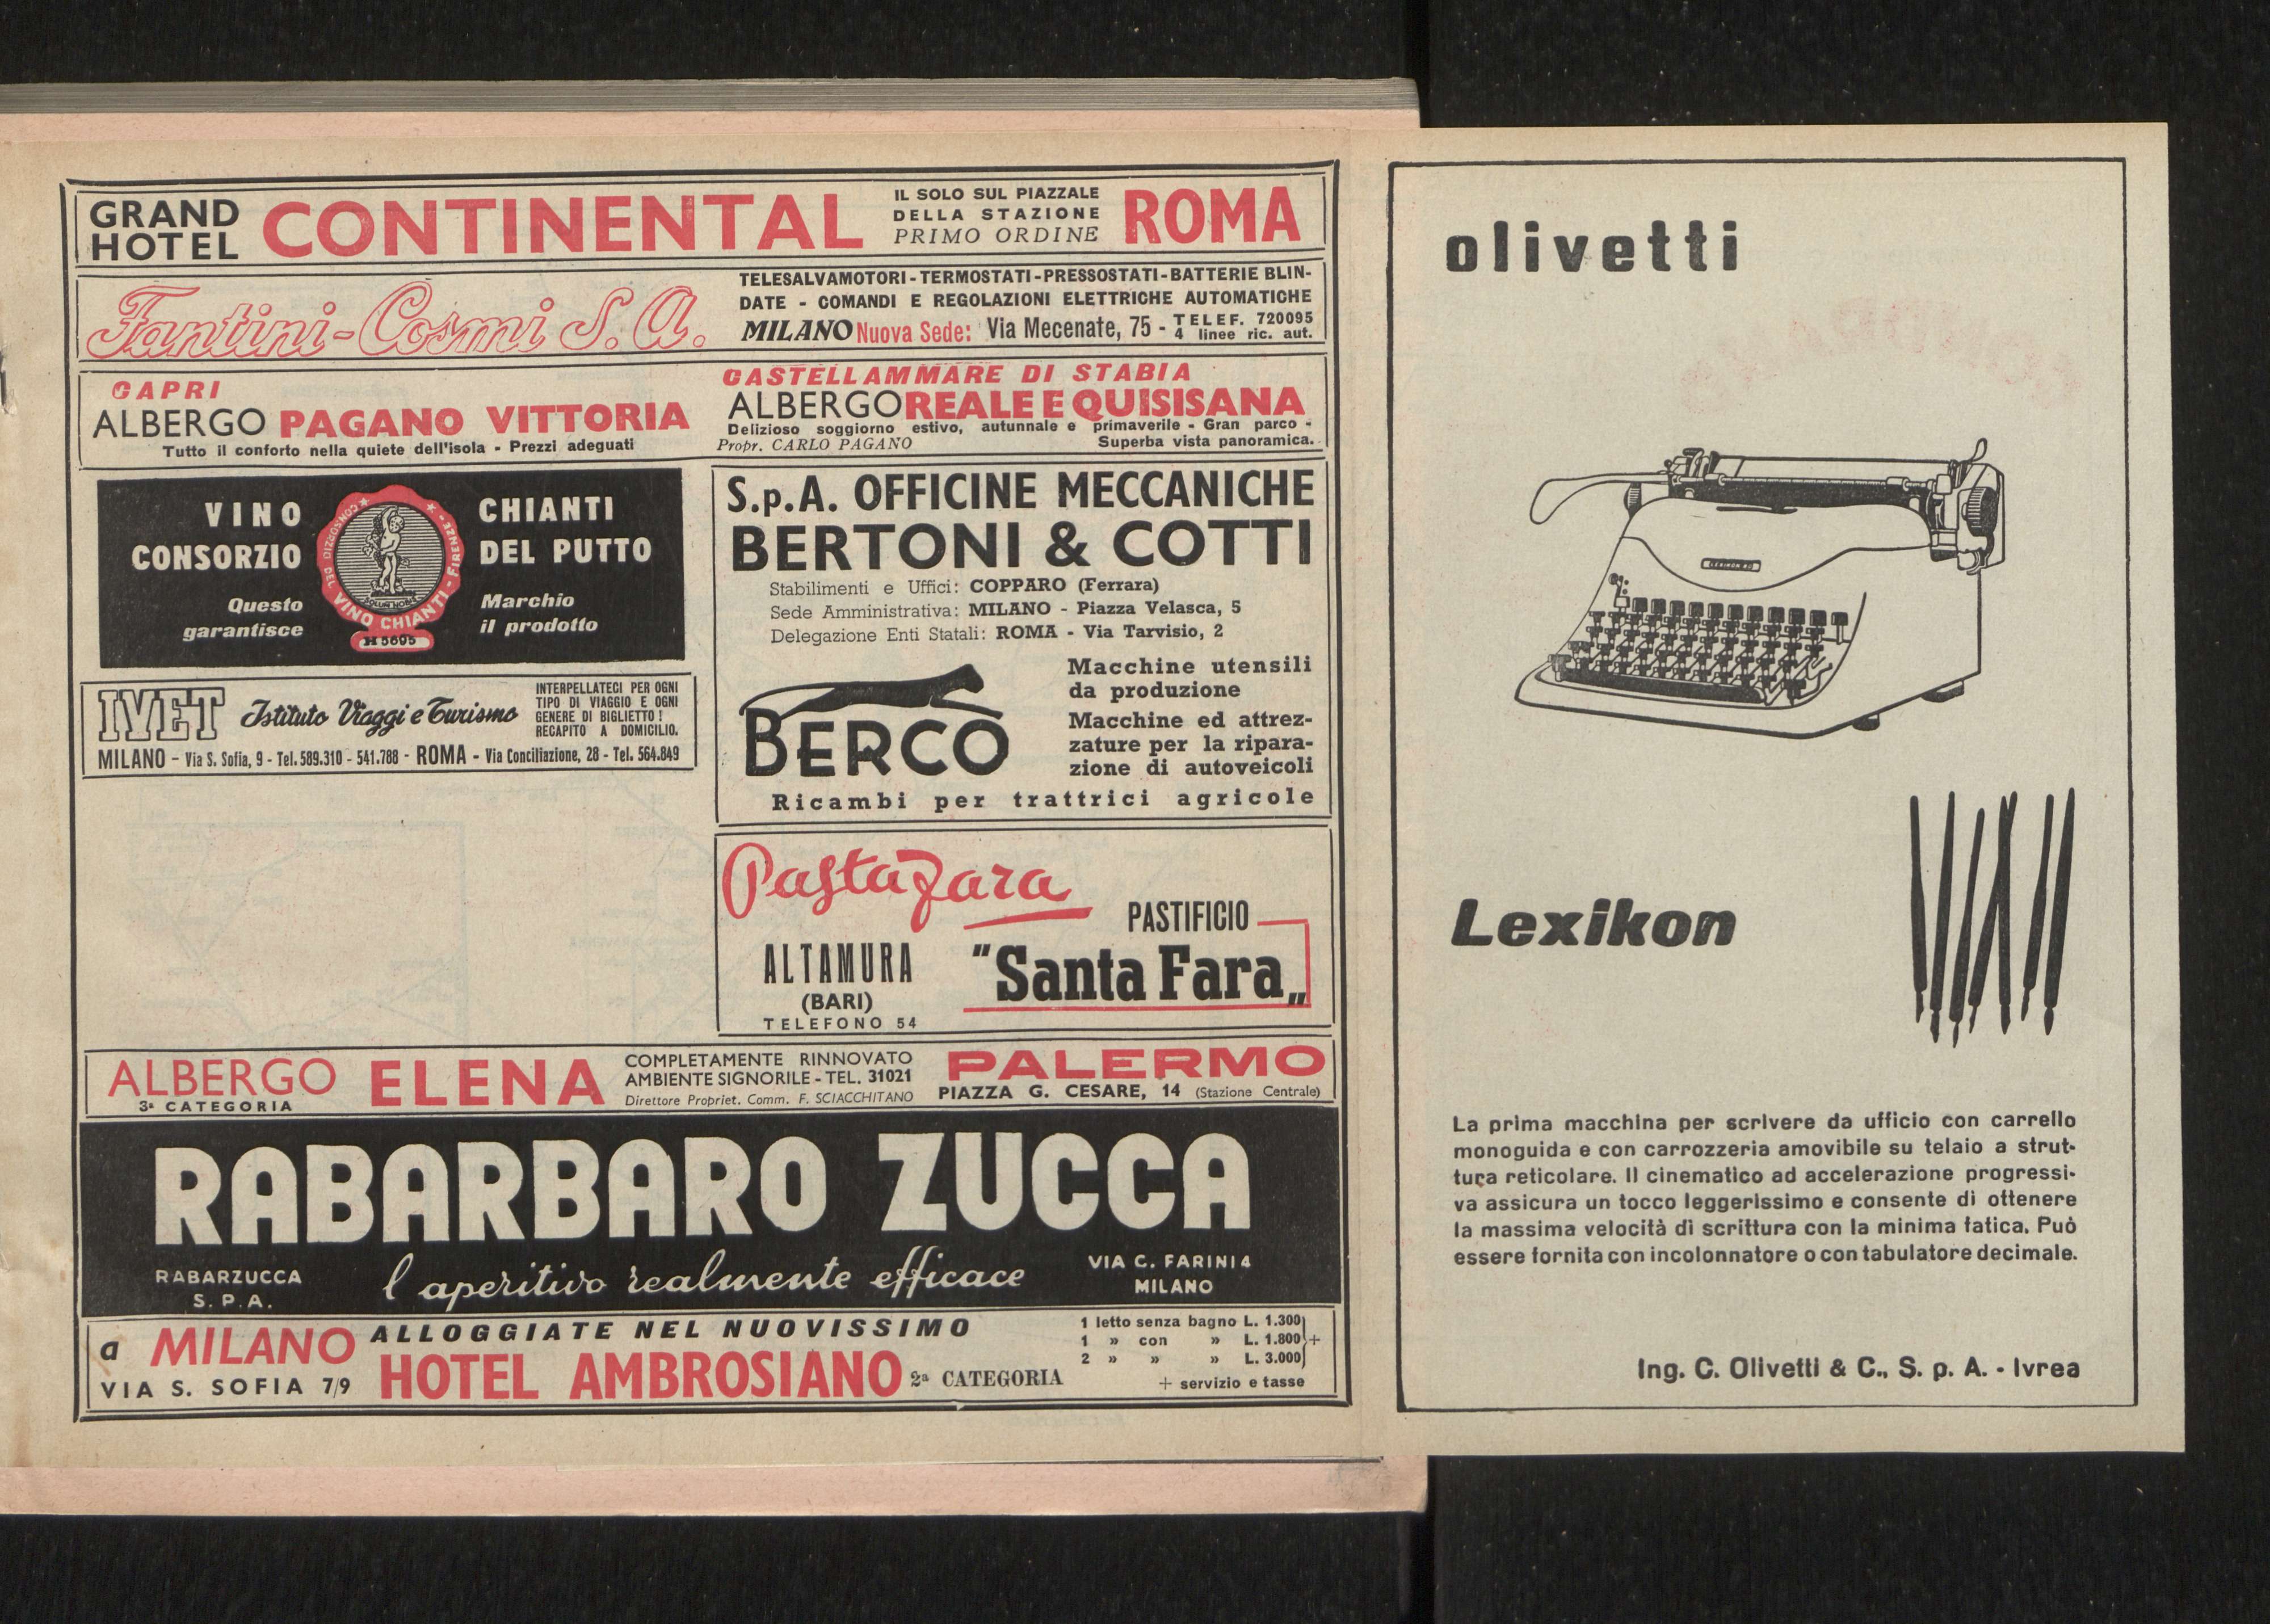 GRAND
HOTEL
CONTINENTAL
IL SOLO SUL PIAZZALE
DELLA STAZIONE
PRIMO ORDINE
ROMA
Fantini-Cosmi S.A.
TELESALVAMOTORI - TERMOSTATI - PRESSOSTATI - BATTERIE BLIN-
DATE - COMANDI E REGOLAZIONI ELETTRICHE AUTOMATICHE
MILANO Nuova Sede: Via Mecenate, 75 - TELEF. 720095
4 linee ric. aut.
CAPRI
ALBERGO PAGANO VITTORIA
Tutto il conforto nella quiete dell'isola - Prezzi adeguati
CASTELLAMMARE DI STABIA
ALBERGO REALE E QUISISANA
Delizioso soggiorno estivo, autunnale e primaverile - Gran parco -
Propr. CARLO PAGANO Superba vista panoramica.
VINO
CONSORZIO
Questo
garantisce
CONSORZIO DEL VINO CHIANTI - FIRENZE
H 5695
CHIANTI
DEL PUTTO
Marchio
il prodotto
IVET Istituto Viaggi e Turismo
INTERPELLATECI PER OGNI
TIPO DI VIAGGIO E OGNI
GENERE DI BIGLIETTO!
RECAPITO A DOMICILIO.
MILANO - Via S. Sofia, 9 - Tel. 589.310 - 541.788 - ROMA - Via Conciliazione, 28 - Tel. 564.849
S.p.A. OFFICINE MECCANICHE
BERTONI & COTTI
Stabilimenti e Uffici: COPPARO (Ferrara)
Sede Amministrativa: MILANO - Piazza Velasca, 5
Delegazione Enti Statali: ROMA - Via Tarvisio, 2
BERCO
Macchine utensili
da produzione
Macchine ed attrez-
zature per la ripara-
zione di autoveicoli
Ricambi per trattrici agricole
Pasta Zara
ALTAMURA
(BARI)
TELEFONO 54
PASTIFICIO
"Santa Fara„
ALBERGO
3ª CATEGORIA
ELENA
COMPLETAMENTE RINNOVATO
AMBIENTE SIGNORILE - TEL. 31021
Direttore Propriet. Comm. F. SCIACCHITANO
PALERMO
PIAZZA G. CESARE, 14 (Stazione Centrale)
RABARBARO ZUCCA
RABARZUCCA
S. P. A.
l'aperitivo realmente efficace
VIA C. FARINI 4
MILANO
a MILANO
VIA S. SOFIA 7/9
ALLOGGIATE NEL NUOVISSIMO
HOTEL AMBROSIANO 2ª CATEGORIA
1 letto senza bagno L. 1.300
1 » con » L. 1.800 +
2 » » » L. 3.000
+ servizio e tasse
olivetti
LEXIKON 80
Lexikon
La prima macchina per scrivere da ufficio con carrello
monoguida e con carrozzeria amovibile su telaio a strut-
tura reticolare. Il cinematico ad accelerazione progressi-
va assicura un tocco leggerissimo e consente di ottenere
la massima velocità di scrittura con la minima fatica. Può
essere fornita con incolonnatore o con tabulatore decimale.
Ing. C. Olivetti & C., S. p. A. - Ivrea